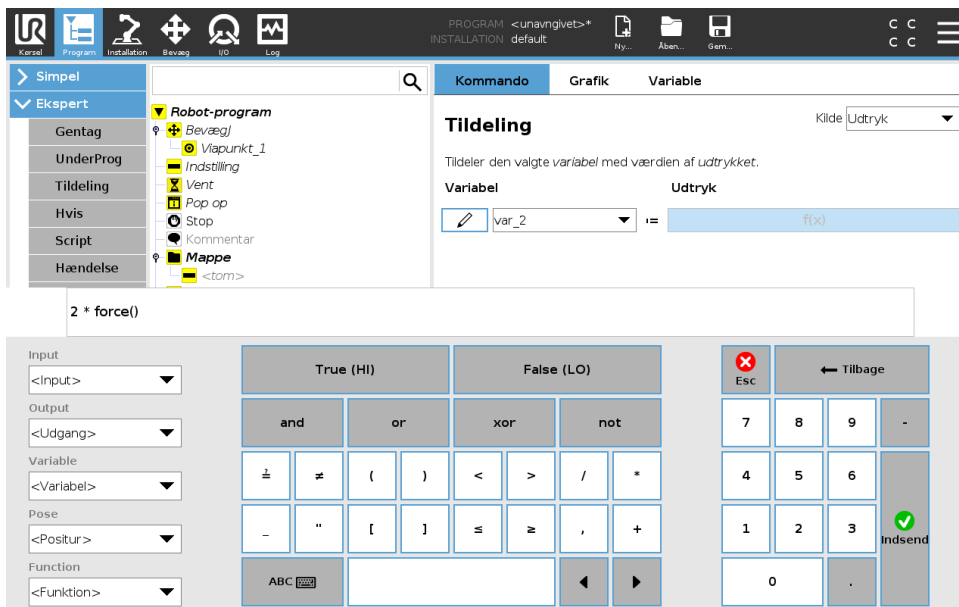 PROGRAM <unavngivet>*
INSTALLATION default
Kørsel Program Installation Bevæg I/O Log Ny... Åben... Gem... C C
C C
Simpel
Ekspert
Gentag
UnderProg
Tildeling
Hvis
Script
Hændelse
Robot-program
BevægJ
Viapunkt_1
Indstilling
Vent
Pop op
Stop
Kommentar
Mappe
<tom>
Kommando Grafik Variable
Tildeling
Kilde Udtryk
Tildeler den valgte variabel med værdien af udtrykket.
Variabel Udtryk
var_2 := f(x)
2 * force()
Input
<Input>
Output
<Udgang>
Variable
<Variabel>
Pose
<Positur>
Function
<Funktion>
True (HI) False (LO)
and or xor not
≟ ≠ ( ) < > / *
_ " [ ] ≤ ≥ , +
ABC
Esc Tilbage
7 8 9 -
4 5 6
1 2 3 Indsend
0 .